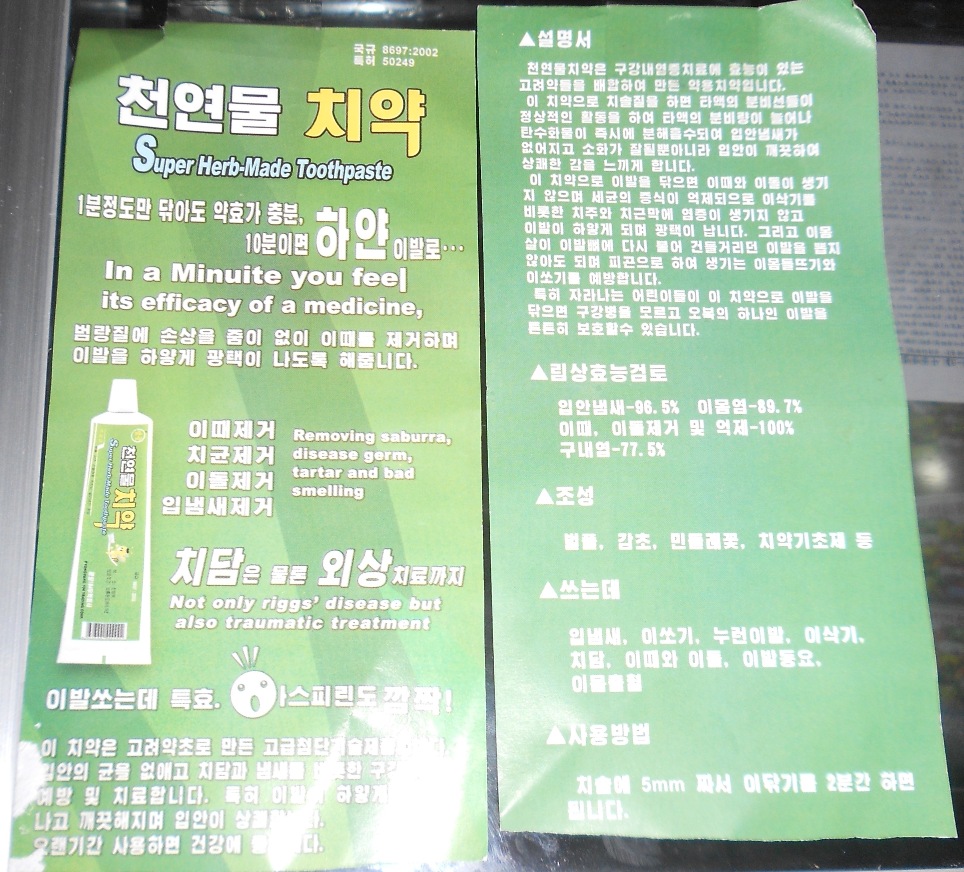 국규 8697:2002
특허 50249
천연물 치약
Super Herb-Made Toothpaste
1분정도만 닦아도 약효가 충분,
10분이면 하얀 이발로···
In a Minuite you feel
its efficacy of a medicine,
범랑질에 손상을 줌이 없이 이때를 제거하며
이발을 하얗게 광택이 나도록 해줍니다.
이때제거
치균제거
이돌제거
입냄새제거
Removing saburra,
disease germ,
tartar and bad
smelling
천연물 치약
Super Herb-Made Toothpaste
치담은 물론 외상치료까지
Not only riggs' disease but
also traumatic treatment
이발쏘는데 특효. 아스피린도 깜짝!
이 치약은 고려약초로 만든 고급첨단
입안의 균을 없애고 치담과 냄새를
예방 및 치료합니다. 특히 이발이 하얗게
나고 깨끗해지며 입안이
오랜기간 사용하면 건강에
▲설명서
천연물치약은 구강내염증치료에 효능이 있는
고려약물을 배합하여 만든 약용치약입니다.
이 치약으로 치솔질을 하면 타액의 분비선들이
정상적인 활동을 하여 타액의 분비량이 늘어나
탄수화물이 즉시에 분해흡수되여 입안냄새가
없어지고 소화가 잘될뿐아니라 입안이 깨끗하여
상쾌한 감을 느끼게 합니다.
이 치약으로 이발을 닦으면 이때와 이돌이 생기
지 않으며 세균의 증식이 억제되므로 이삭기를
비롯한 치주와 치근막에 염증이 생기지 않고
이발이 하얗게 되며 광택이 납니다. 그리고 이몸
살이 이발뼈에 다시 붙어 건들거리던 이발을 뽑지
않아도 되며 피곤으로 하여 생기는 이몸들뜨기와
이쏘기를 예방합니다.
특히 자라나는 어린이들이 이 치약으로 이발을
닦으면 구강병을 모르고 오복의 하나인 이발을
튼튼히 보호할수 있습니다.
▲림상효능검토
입안냄새-96.5% 이몸염-89.7%
이때, 이돌제거 및 억제-100%
구내염-77.5%
▲조성
벌풀, 감초, 민들레꽃, 치약기초제 등
▲쓰는데
입냄새, 이쏘기, 누런이발, 이삭기,
치담, 이때와 이돌, 이발동요,
이몸출혈
▲사용방법
치솔에 5mm 짜서 이닦기를 2분간 하면
됩니다.